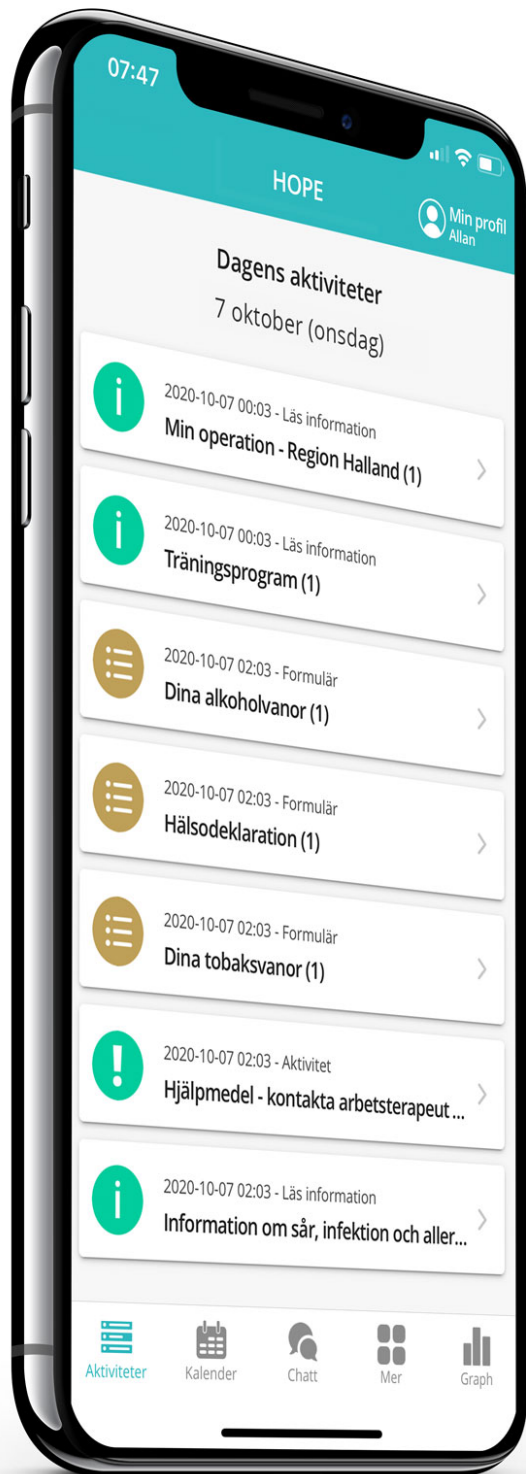 07:47
HOPE
Min profil
Allan
Dagens aktiviteter
7 oktober (onsdag)
2020-10-07 00:03 - Läs information
Min operation - Region Halland (1)
2020-10-07 00:03 - Läs information
Träningsprogram (1)
2020-10-07 02:03 - Formulär
Dina alkoholvanor (1)
2020-10-07 02:03 - Formulär
Hälsodeklaration (1)
2020-10-07 02:03 - Formulär
Dina tobaksvanor (1)
2020-10-07 02:03 - Aktivitet
Hjälpmedel - kontakta arbetsterapeut ...
2020-10-07 02:03 - Läs information
Information om sår, infektion och aller...
Aktiviteter
Kalender
Chatt
Mer
Graph